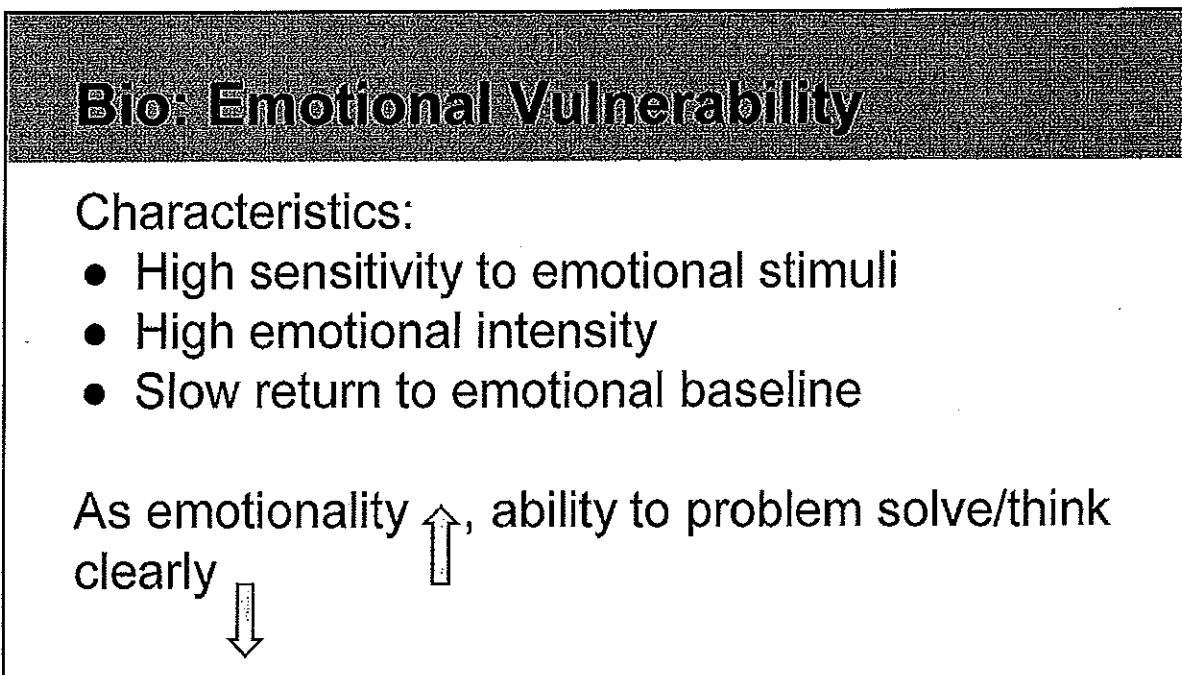 Bio: Emotional Vulnerability
Characteristics:
● High sensitivity to emotional stimuli
● High emotional intensity
● Slow return to emotional baseline
As emotionality ⇧, ability to problem solve/think
clearly ⇩